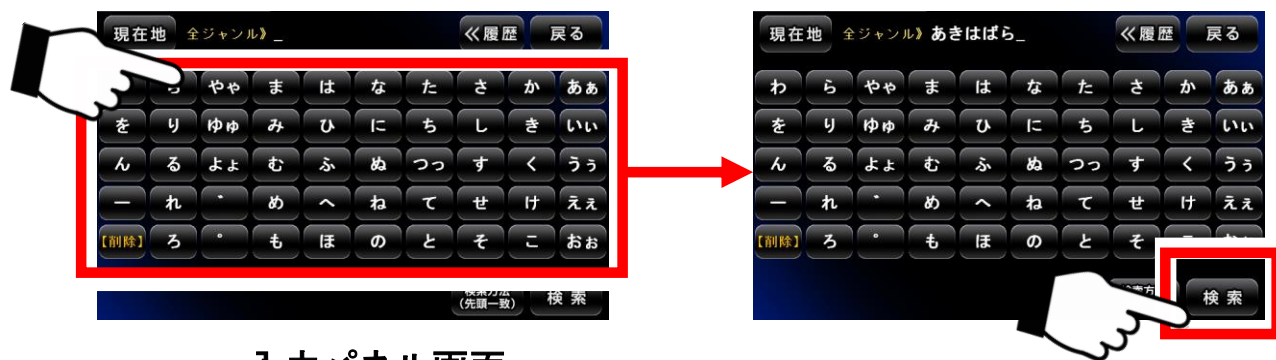 現在地 全ジャンル》_ ≪履歴 戻る
ら やゃ ま は な た さ か あぁ
を り ゆゅ み ひ に ち し き いぃ
ん る よょ む ふ ぬ つっ す く うぅ
ー れ ゛ め へ ね て せ け えぇ
【削除】 ろ ゜ も ほ の と そ こ おぉ
検索方法
(先頭一致) 検索
入力パネル画面
現在地 全ジャンル》あきはばら_ ≪履歴 戻る
わ ら やゃ ま は な た さ か あぁ
を り ゆゅ み ひ に ち し き いぃ
ん る よょ む ふ ぬ つっ す く うぅ
ー れ ゛ め へ ね て せ け えぇ
【削除】 ろ ゜ も ほ の と そ
検索